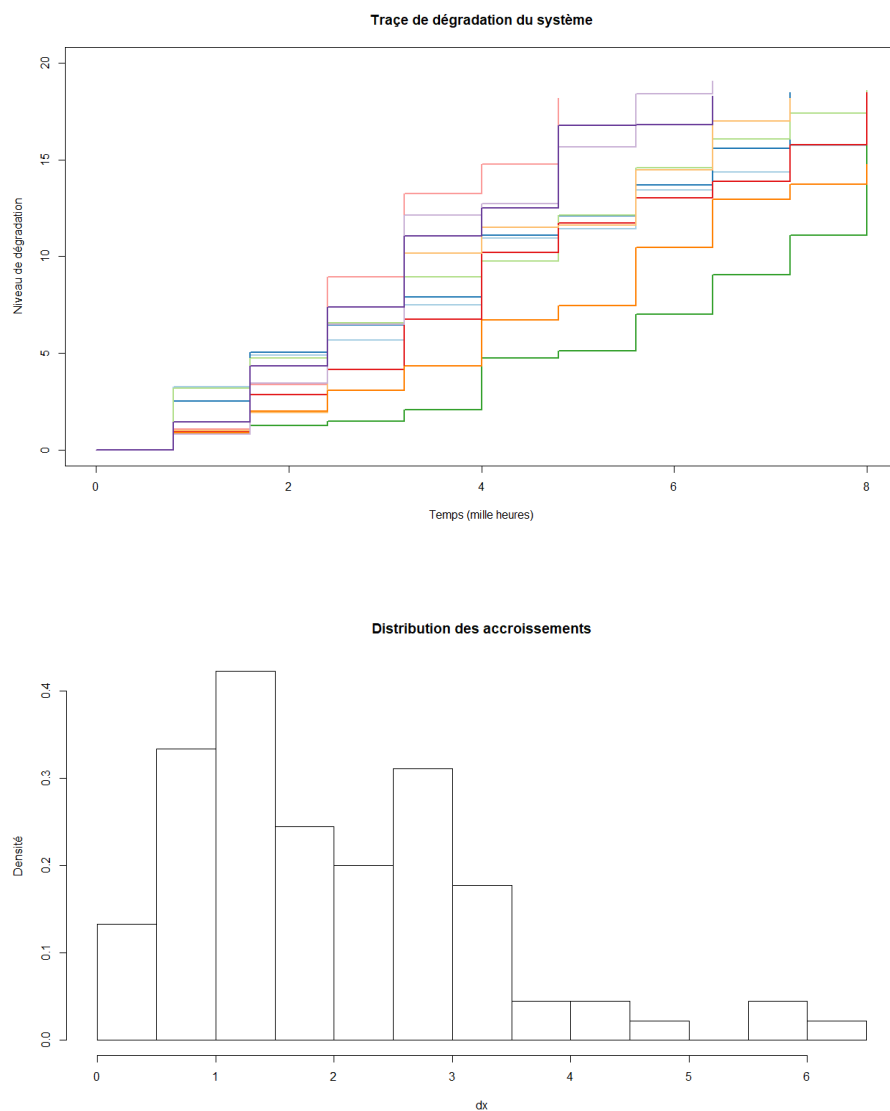 Traçe de dégradation du système
Niveau de dégradation
20
15
10
5
0
0 2 4 6 8
Temps (mille heures)
Distribution des accroissements
Densité
0.4
0.3
0.2
0.1
0.0
0 1 2 3 4 5 6
dx